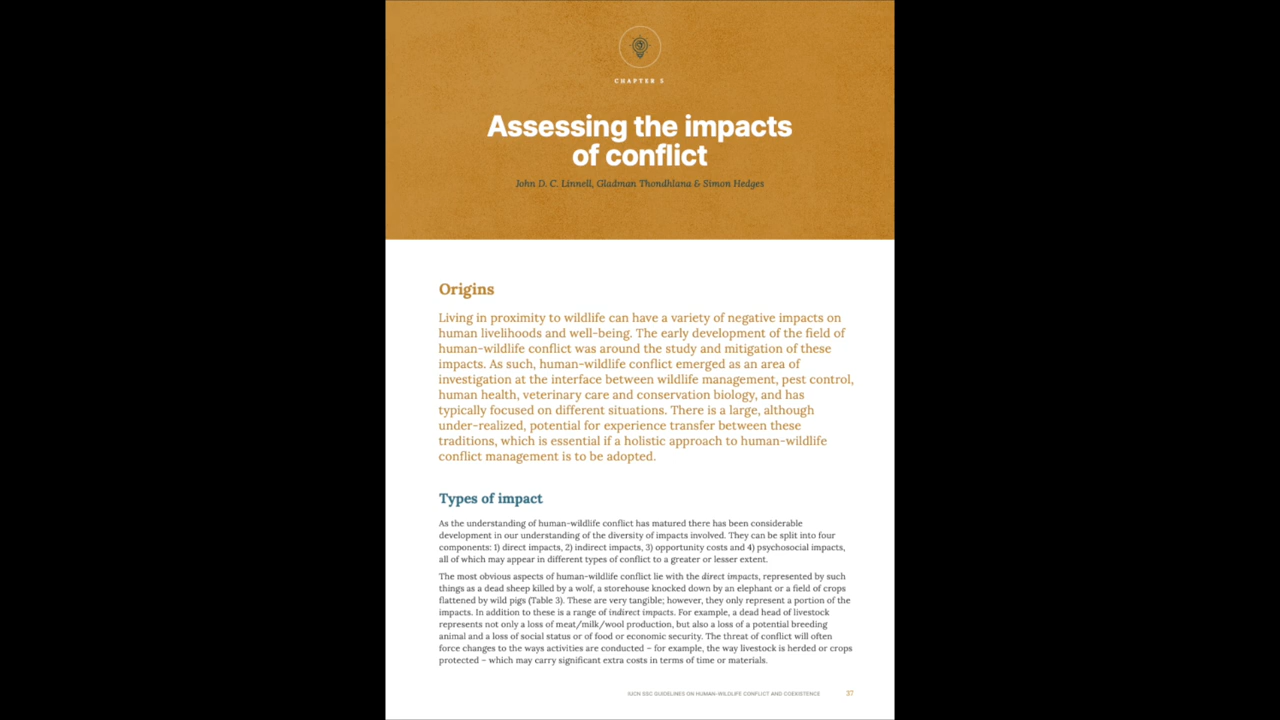 CHAPTER 5
Assessing the impacts
of conflict
John D. C. Linnell, Gladman Thondhlana & Simon Hedges
Origins
Living in proximity to wildlife can have a variety of negative impacts on
human livelihoods and well-being. The early development of the field of
human–wildlife conflict was around the study and mitigation of these
impacts. As such, human–wildlife conflict emerged as an area of
investigation at the interface between wildlife management, pest control,
human health, veterinary care and conservation biology, and has
typically focused on different situations. There is a large, although
under-realized, potential for experience transfer between these
traditions, which is essential if a holistic approach to human–wildlife
conflict management is to be adopted.
Types of impact
As the understanding of human–wildlife conflict has matured there has been considerable
development in our understanding of the diversity of impacts involved. They can be split into four
components: 1) direct impacts, 2) indirect impacts, 3) opportunity costs and 4) psychosocial impacts,
all of which may appear in different types of conflict to a greater or lesser extent.
The most obvious aspects of human–wildlife conflict lie with the direct impacts, represented by such
things as a dead sheep killed by a wolf, a storehouse knocked down by an elephant or a field of crops
flattened by wild pigs (Table 3). These are very tangible; however, they only represent a portion of the
impacts. In addition to these is a range of indirect impacts. For example, a dead head of livestock
represents not only a loss of meat/milk/wool production, but also a loss of a potential breeding
animal and a loss of social status or of food or economic security. The threat of conflict will often
force changes to the ways activities are conducted – for example, the way livestock is herded or crops
protected – which may carry significant extra costs in terms of time or materials.
IUCN SSC GUIDELINES ON HUMAN-WILDLIFE CONFLICT AND COEXISTENCE 37